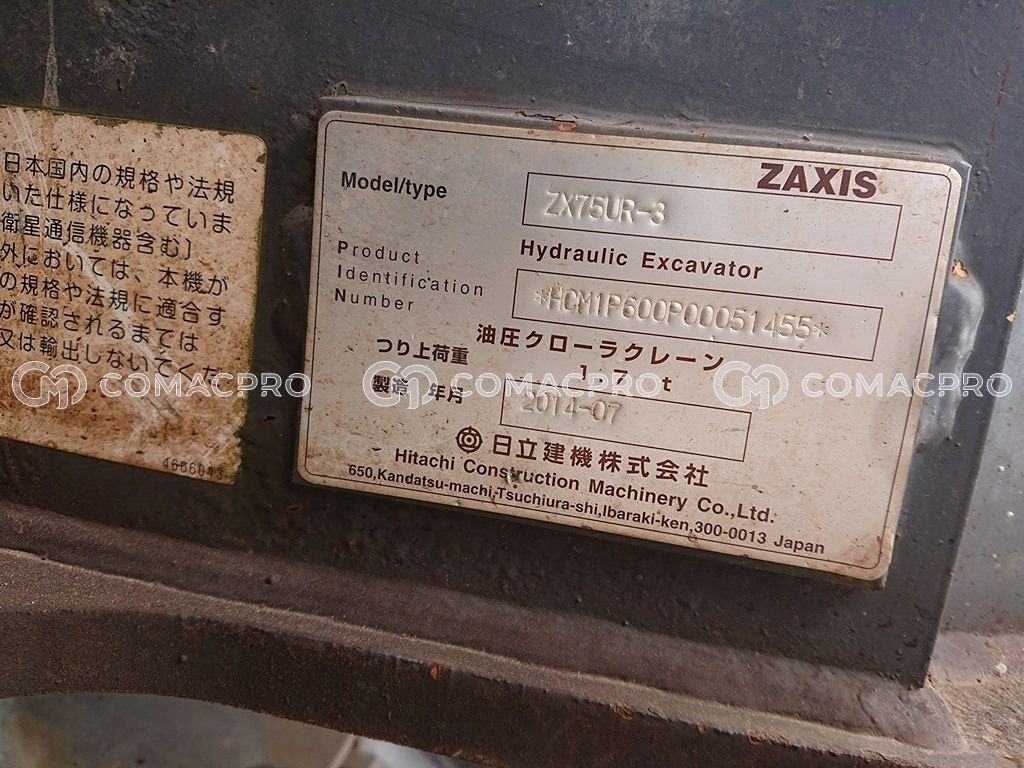 日本国内の規格や法規
いた仕様になっていま
衛星通信機器含む〕
外においては、本機が
の規格や法規に適合す
が確認されるまでは
又は輸出しないでくだ
4686643
ZAXIS
Model/type
ZX75UR-3
Hydraulic Excavator
Product
Identification
Number
*HCM1P600P00051455*
油圧クローラクレーン
つり上荷重 1.7 t
製造 年月 2014-07
日立建機株式会社
Hitachi Construction Machinery Co.,Ltd.
650,Kandatsu-machi,Tsuchiura-shi,Ibaraki-ken,300-0013 Japan
COMACPRO COMACPRO COMACPRO